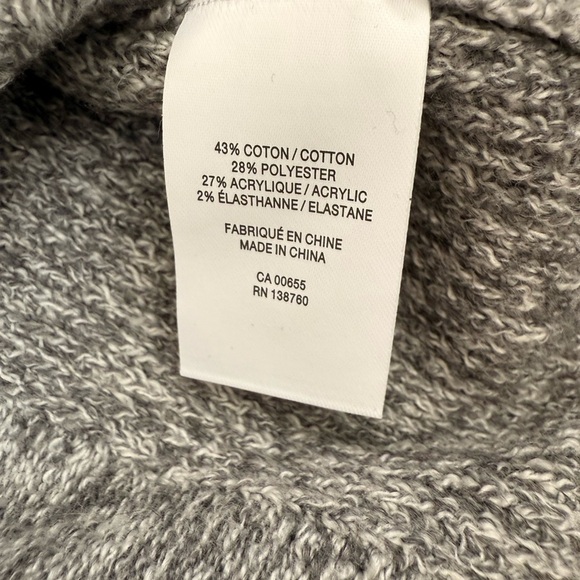 43% COTON / COTTON
28% POLYESTER
27% ACRYLIQUE / ACRYLIC
2% ÉLASTHANNE / ELASTANE
FABRIQUÉ EN CHINE
MADE IN CHINA
CA 00655
RN 138760